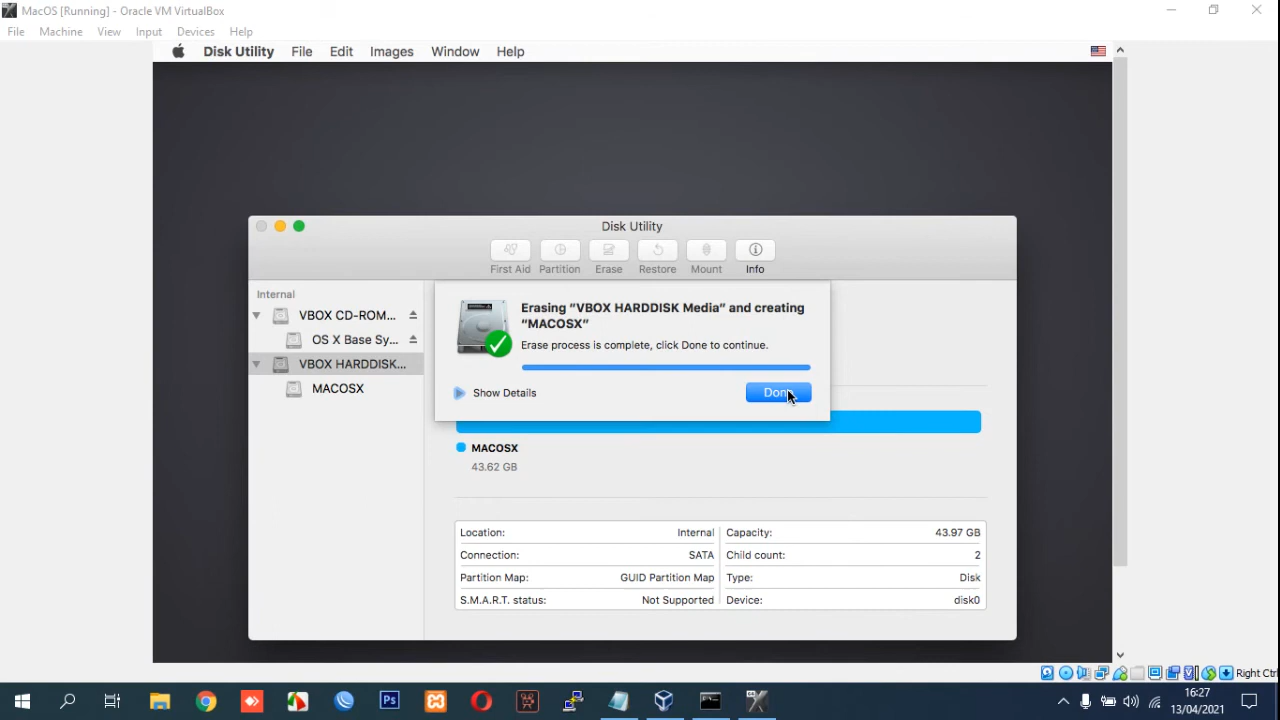 MacOS [Running] - Oracle VM VirtualBox
File Machine View Input Devices Help
Disk Utility File Edit Images Window Help
Disk Utility
First Aid Partition Erase Restore Mount Info
Internal
VBOX CD-ROM...
OS X Base Sy...
VBOX HARDDISK...
MACOSX
Erasing “VBOX HARDDISK Media” and creating
“MACOSX”
Erase process is complete, click Done to continue.
Show Details
Done
MACOSX
43.62 GB
Location: Internal
Capacity: 43.97 GB
Connection: SATA
Child count: 2
Partition Map: GUID Partition Map
Type: Disk
S.M.A.R.T. status: Not Supported
Device: disk0
Right Ctrl
Ps
16:27
13/04/2021